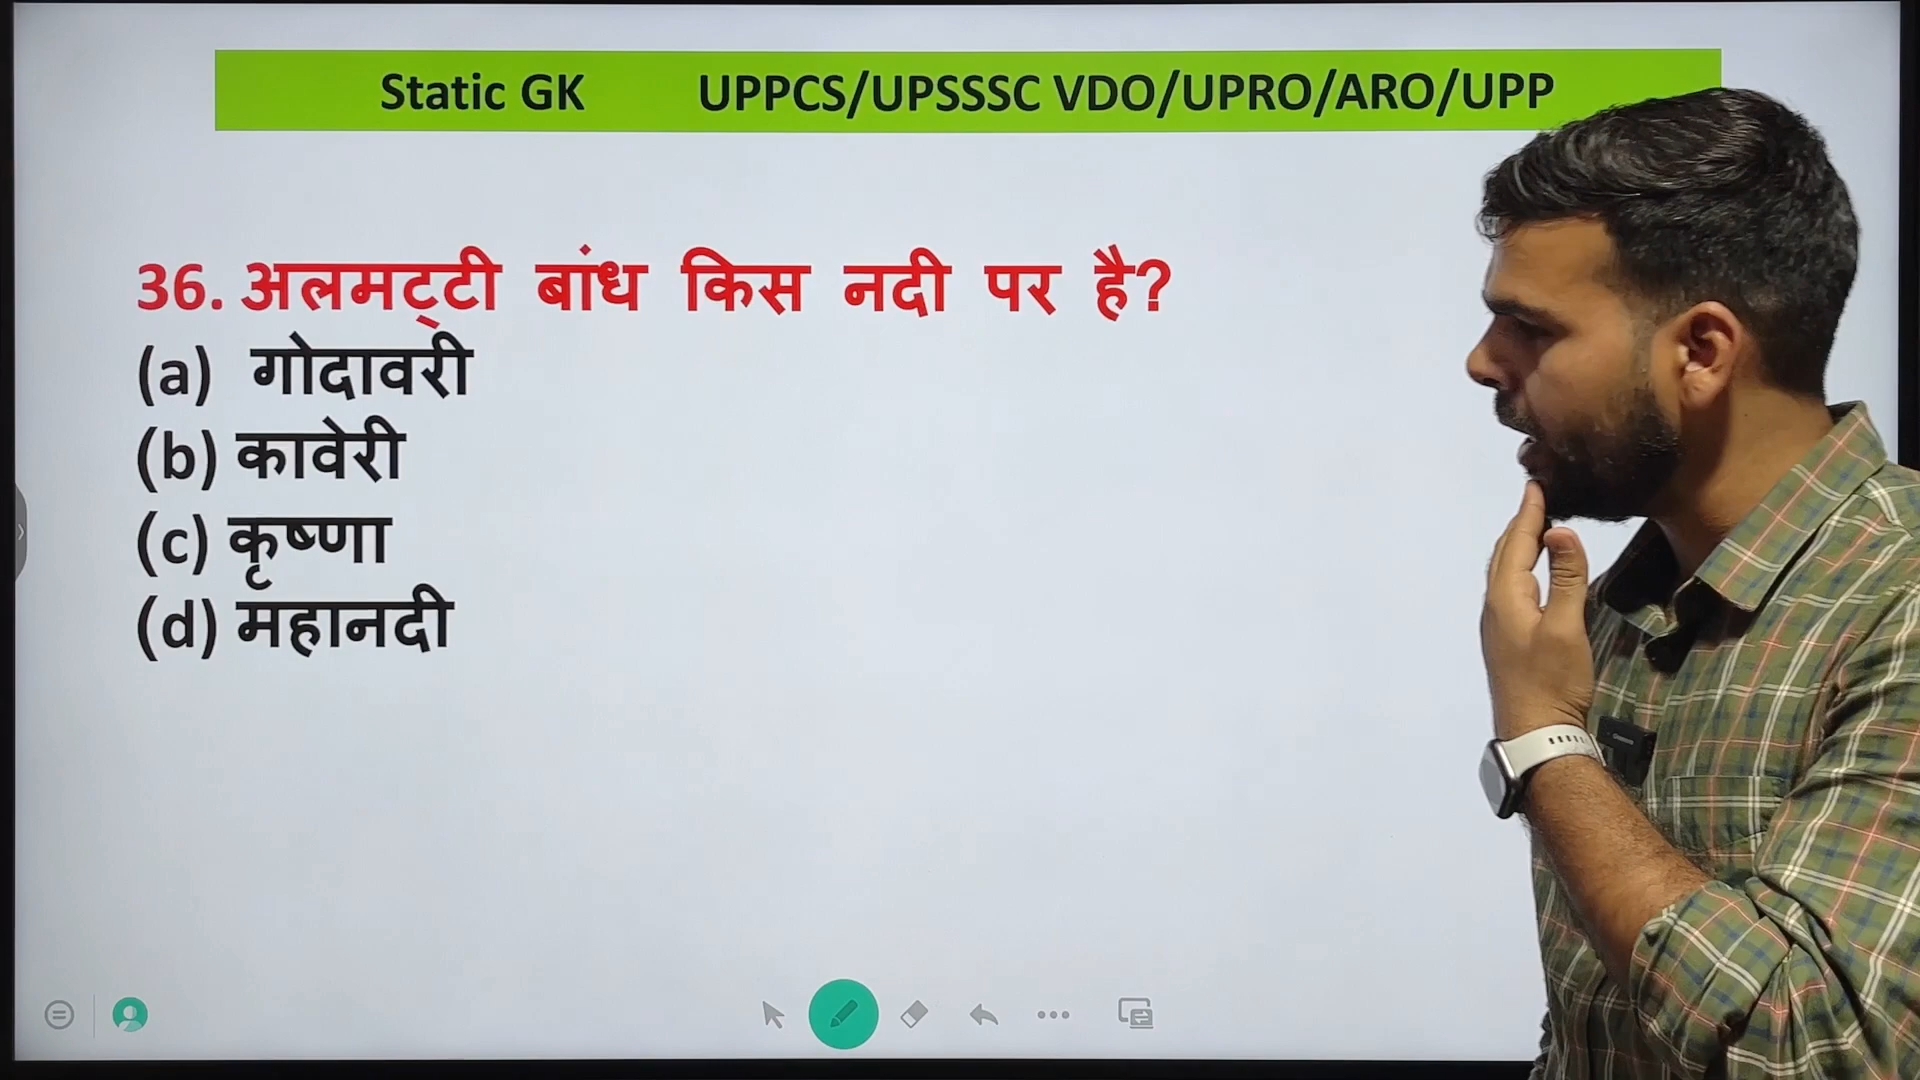 Static GK UPPCS/UPSSSC VDO/UPRO/ARO/UPP
36. अलमट्टी बांध किस नदी पर है?
(a) गोदावरी
(b) कावेरी
(c) कृष्णा
(d) महानदी